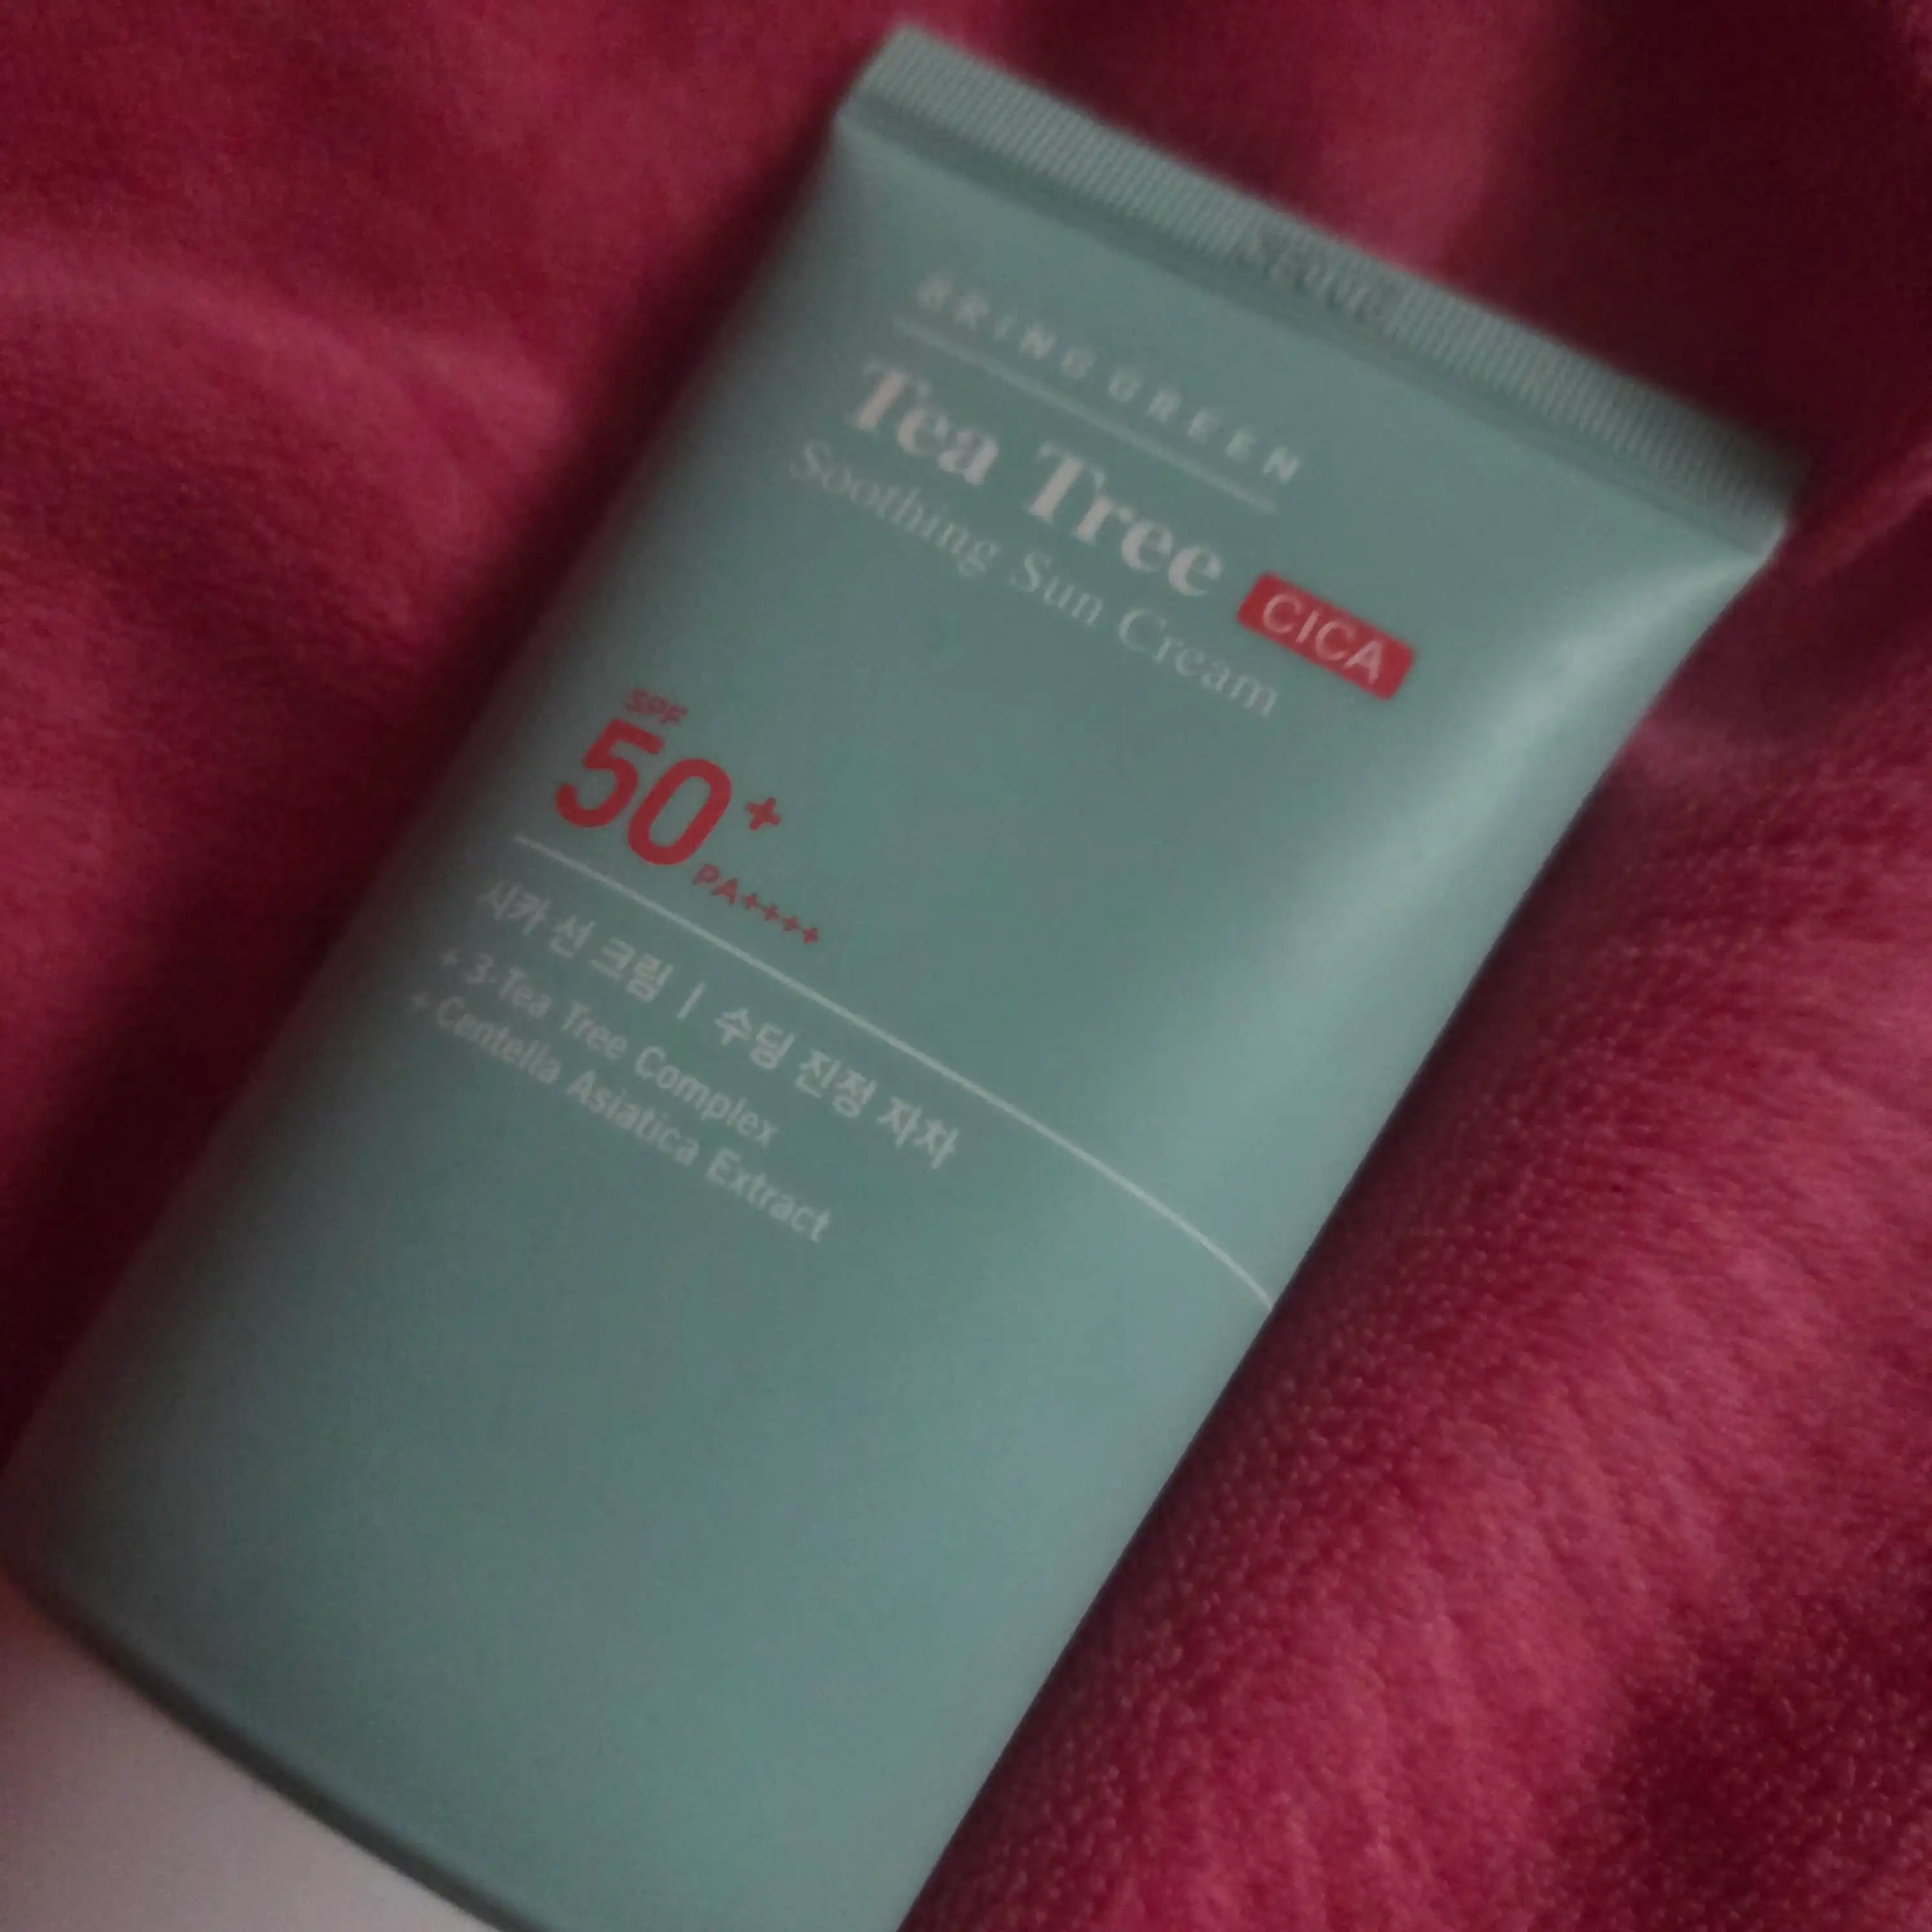 BRING GREEN
Tea Tree
CICA
Soothing Sun Cream
SPF
50+
PA++++
시카 선 크림 | 수딩 진정 자차
+ 3-Tea Tree Complex
+ Centella Asiatica Extract